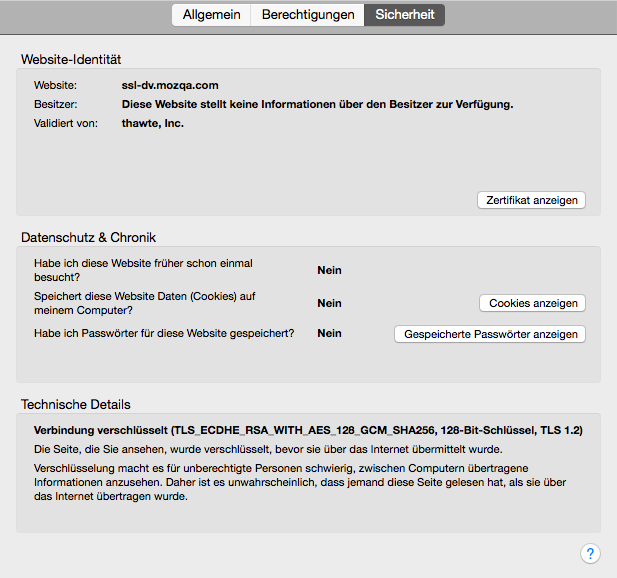 Allgemein Berechtigungen Sicherheit
Website-Identität
Website: ssl-dv.mozqa.com
Besitzer: Diese Website stellt keine Informationen über den Besitzer zur Verfügung.
Validiert von: thawte, Inc.
Zertifikat anzeigen
Datenschutz & Chronik
Habe ich diese Website früher schon einmal
besucht?
Nein
Speichert diese Website Daten (Cookies) auf
meinem Computer?
Nein
Cookies anzeigen
Habe ich Passwörter für diese Website gespeichert? Nein Gespeicherte Passwörter anzeigen
Technische Details
Verbindung verschlüsselt (TLS_ECDHE_RSA_WITH_AES_128_GCM_SHA256, 128-Bit-Schlüssel, TLS 1.2)
Die Seite, die Sie ansehen, wurde verschlüsselt, bevor sie über das Internet übermittelt wurde.
Verschlüsselung macht es für unberechtigte Personen schwierig, zwischen Computern übertragene
Informationen anzusehen. Daher ist es unwahrscheinlich, dass jemand diese Seite gelesen hat, als sie über
das Internet übertragen wurde.
?